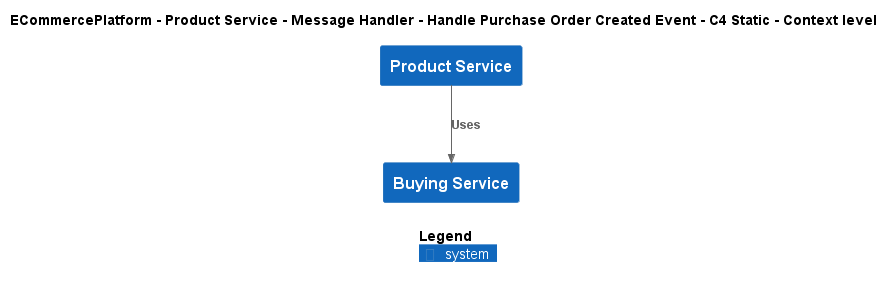 ECommercePlatform - Product Service - Message Handler - Handle Purchase Order Created Event - C4 Static - Context level
Product Service
Uses
Buying Service
Legend
system